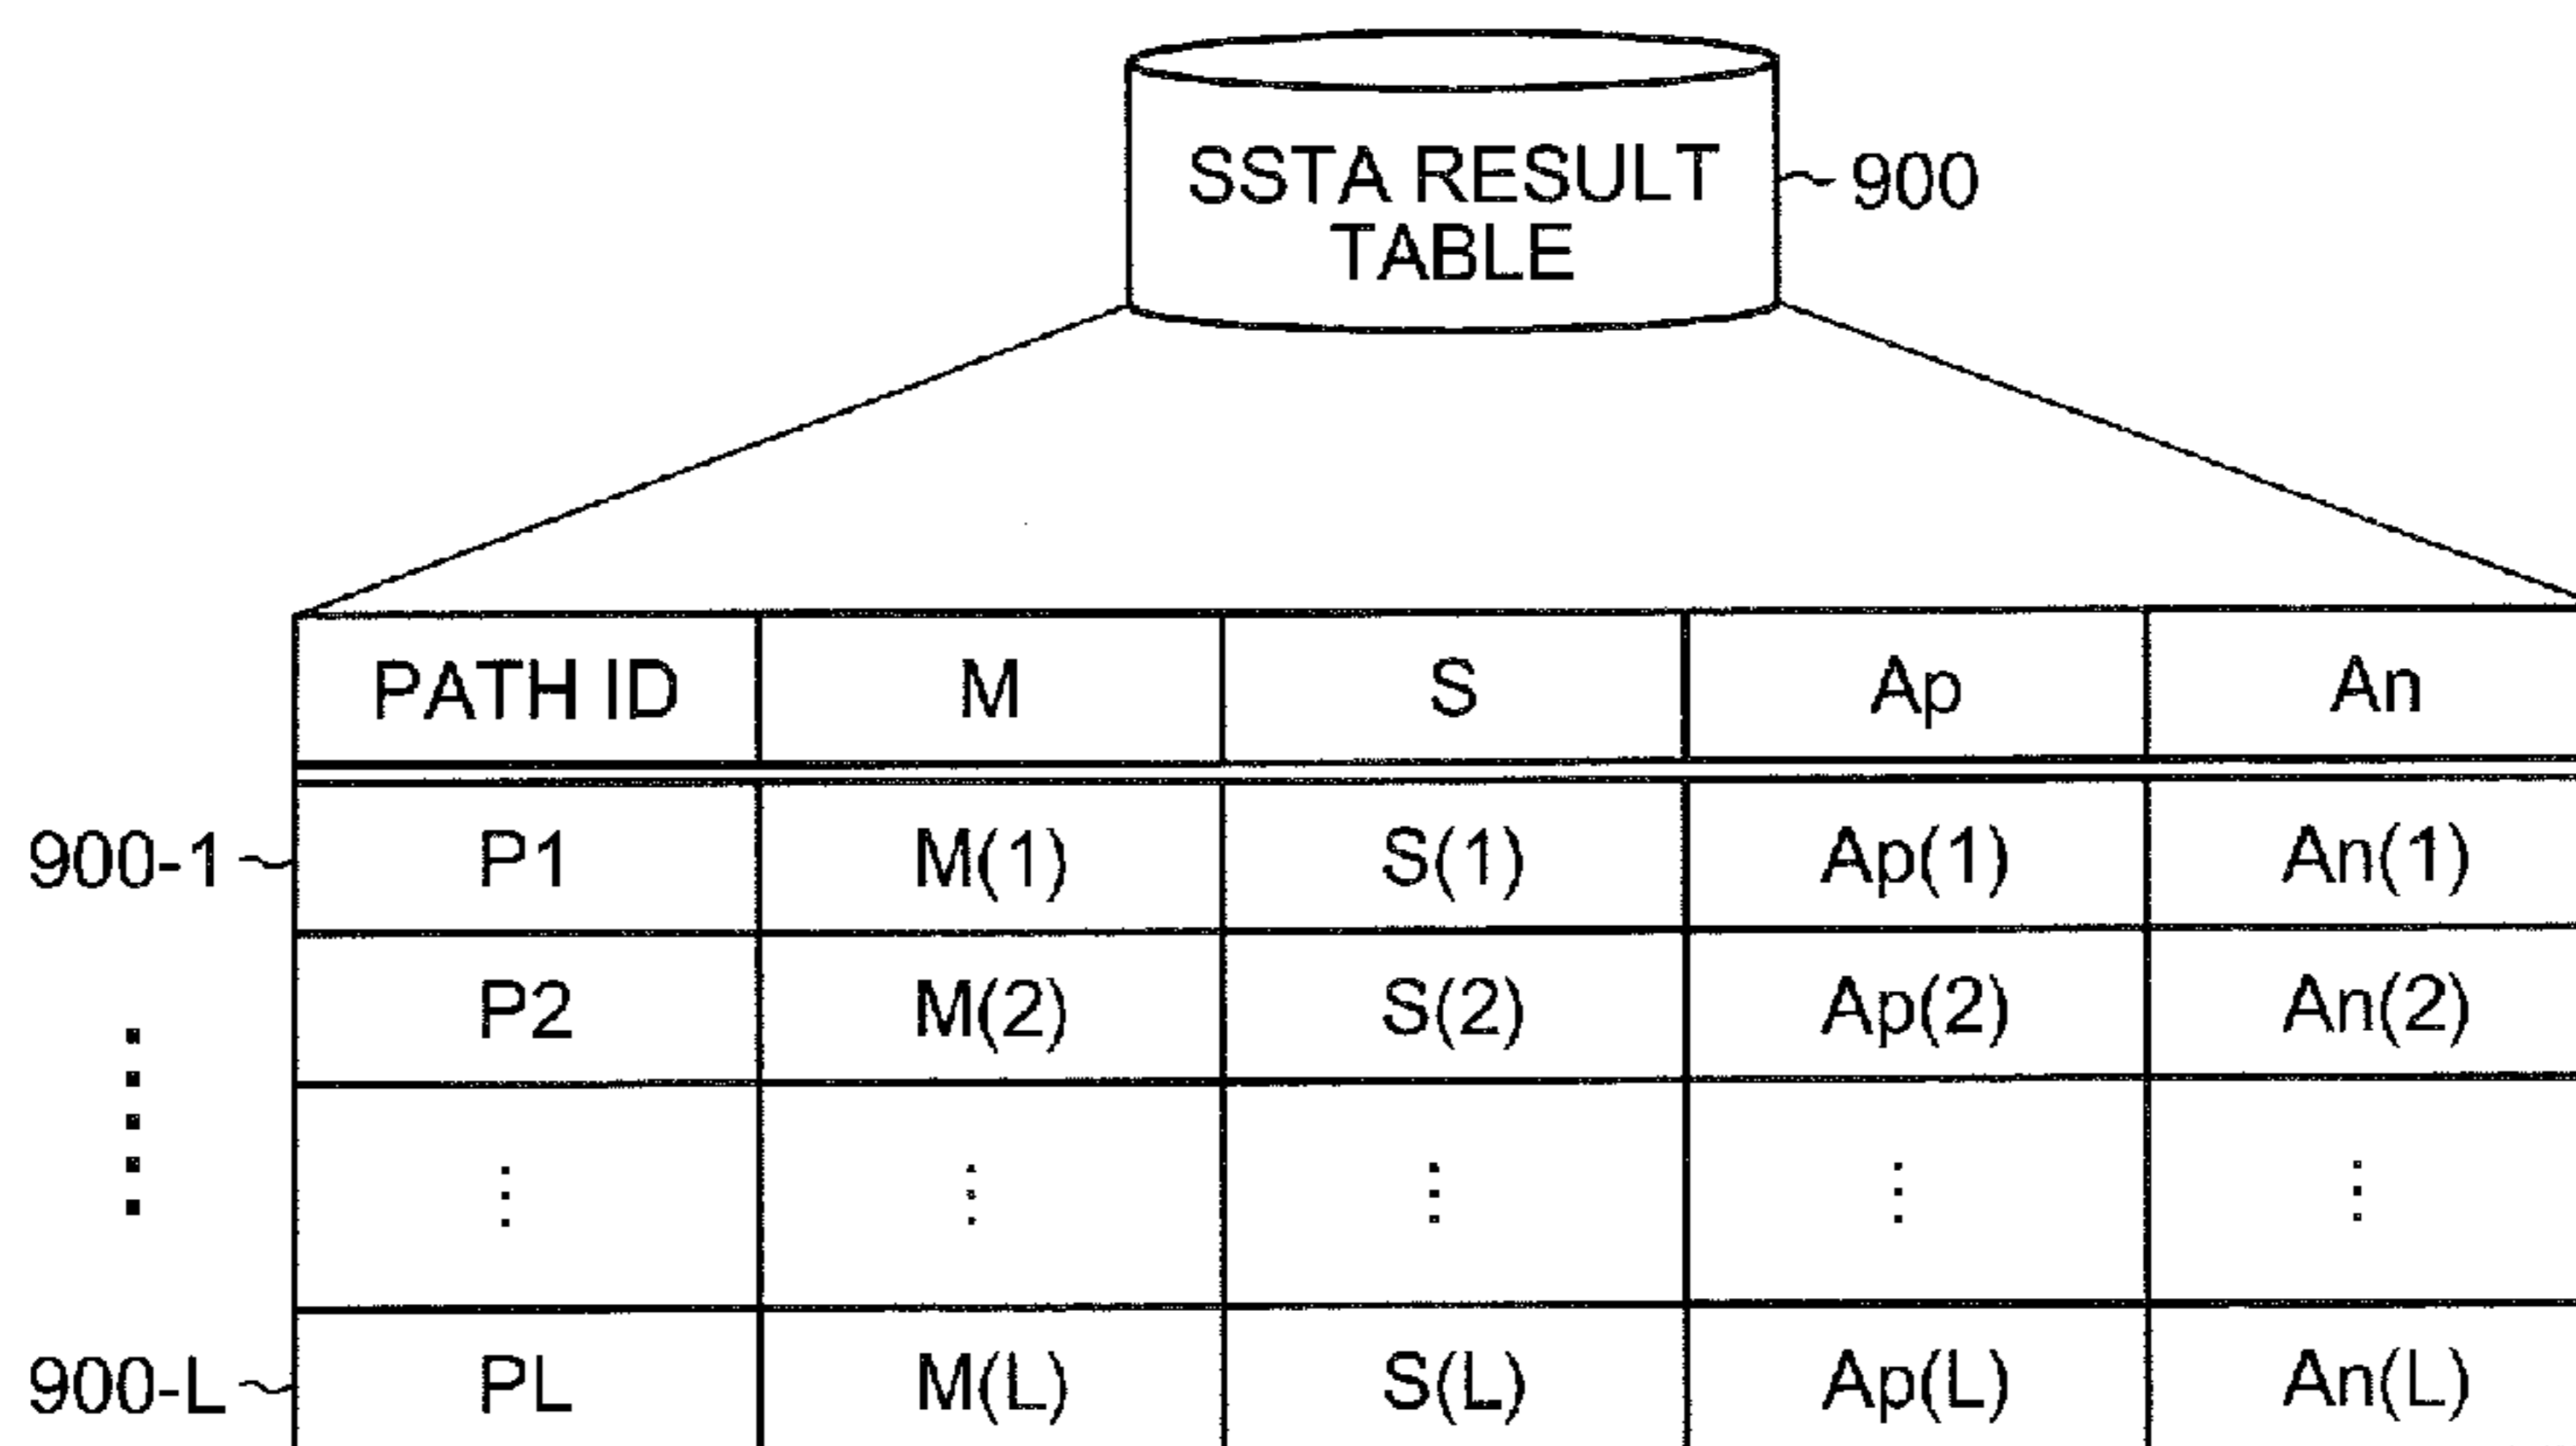 SSTA RESULT
TABLE
900
PATH ID M S Ap An
900-1 P1 M(1) S(1) Ap(1) An(1)
P2 M(2) S(2) Ap(2) An(2)
900-L PL M(L) S(L) Ap(L) An(L)